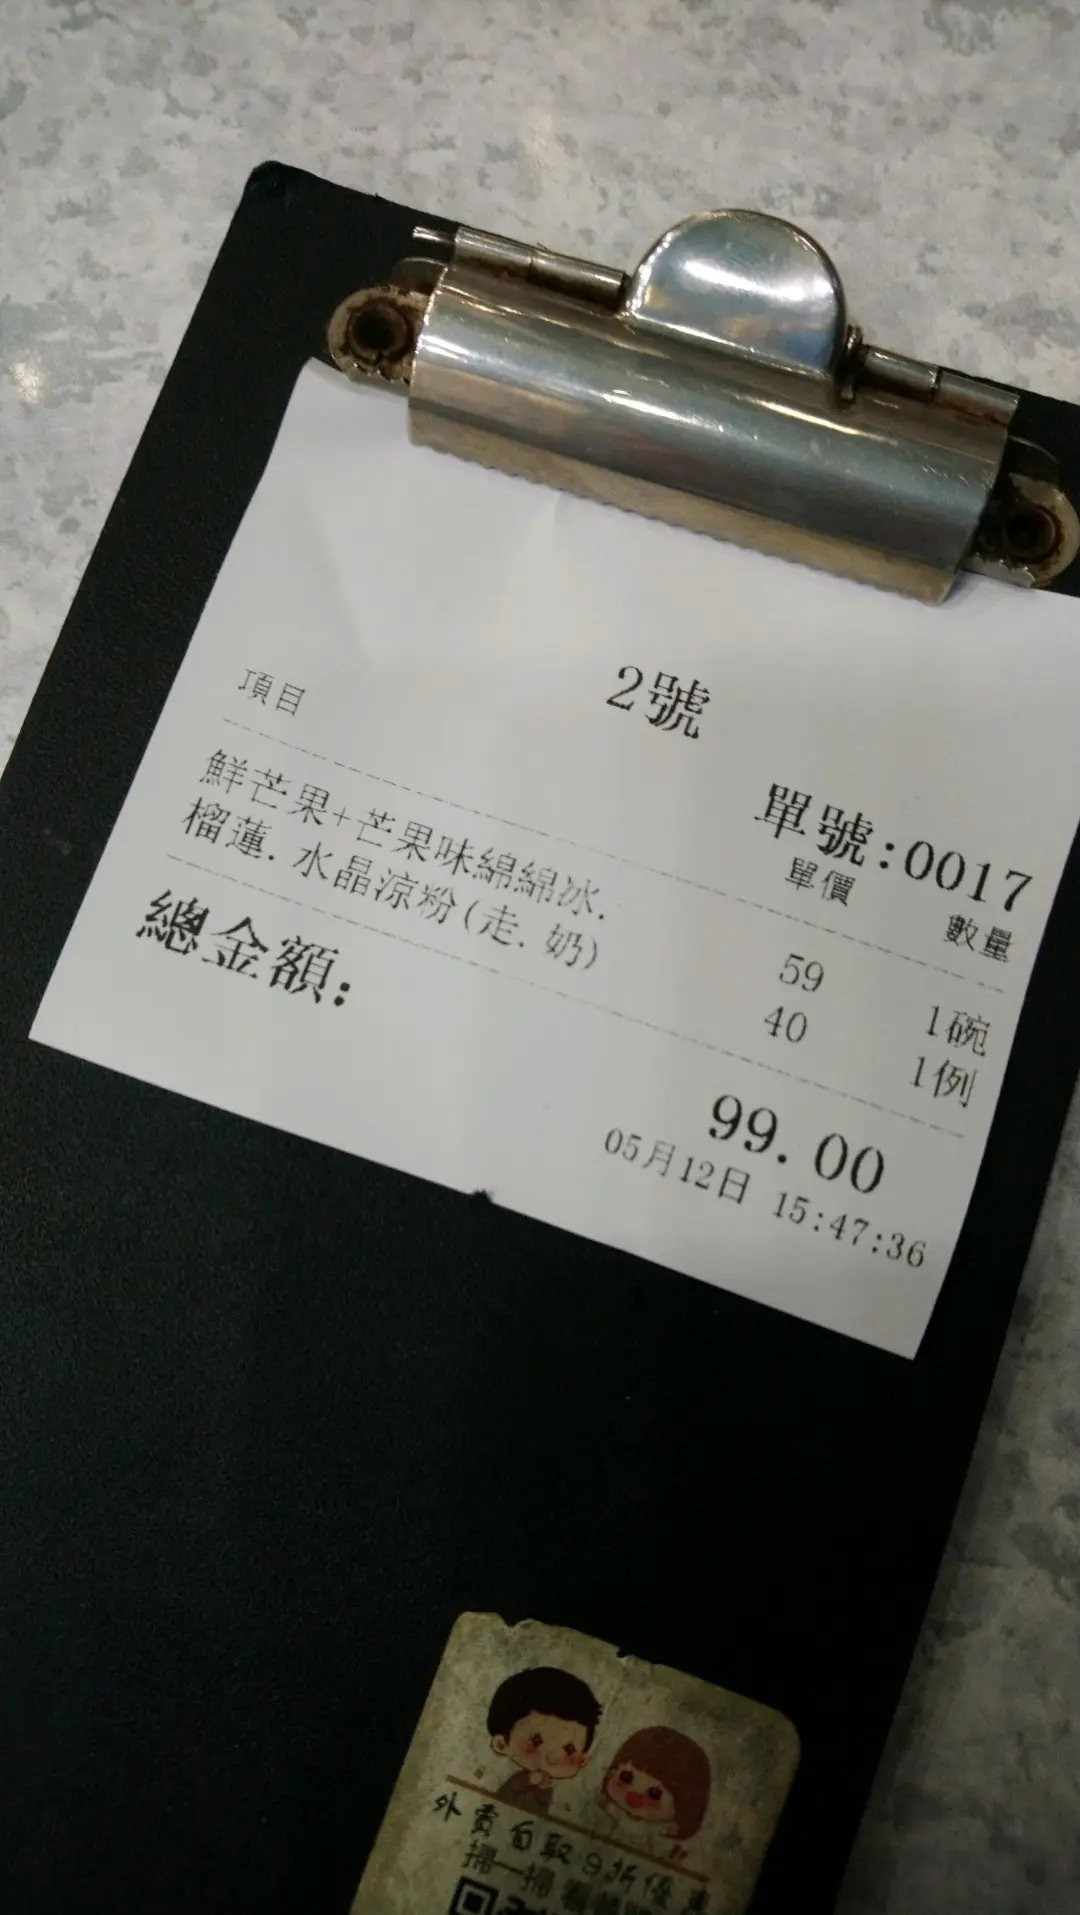 2號
單號:0017
項目 單價 數量
鮮芒果+芒果味綿綿冰. 59 1碗
榴蓮.水晶涼粉(走.奶) 40 1例
總金額: 99.00
05月12日 15:47:36
外賣自取9折優惠
掃一掃